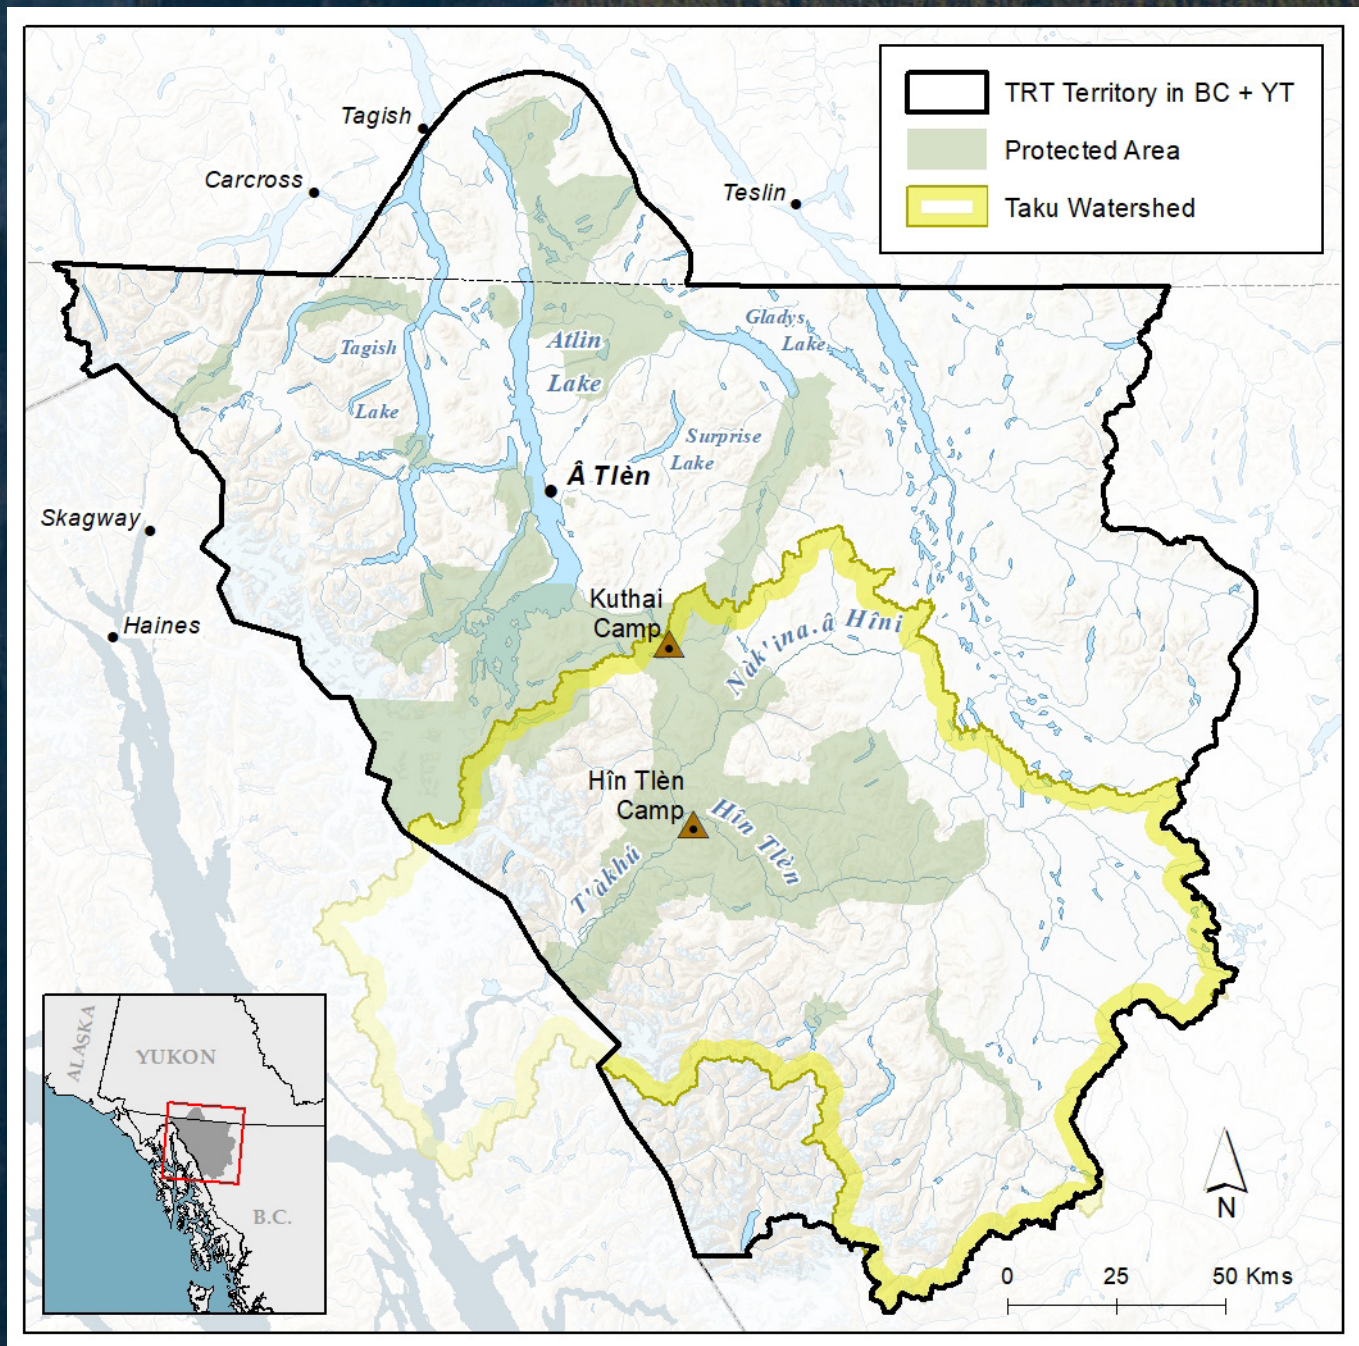 TRT Territory in BC + YT
Protected Area
Taku Watershed
Tagish
Carcross
Teslin
Gladys
Lake
Tagish
Lake
Atlin
Lake
Surprise
Lake
Â Tlèn
Skagway
Haines
Kuthai
Camp
Nàk'ina.â Hîni
Hîn Tlèn
Camp
Hîn Tlèn
T'àkhú
ALASKA
YUKON
B.C.
N
0 25 50 Kms